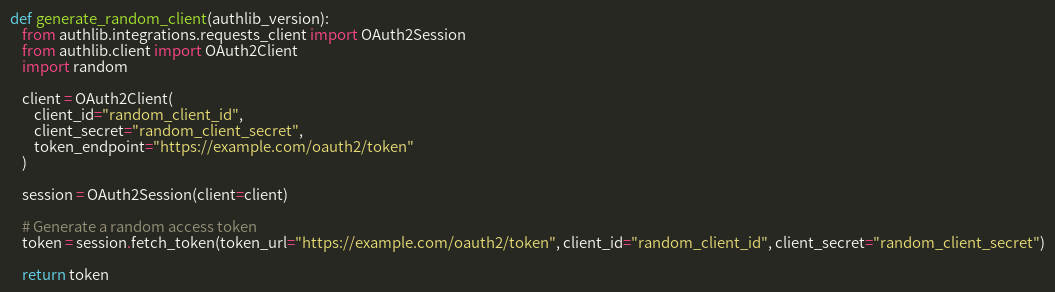 def generate_random_client(authlib_version):
    from authlib.integrations.requests_client import OAuth2Session
    from authlib.client import OAuth2Client
    import random

    client = OAuth2Client(
        client_id="random_client_id",
        client_secret="random_client_secret",
        token_endpoint="https://example.com/oauth2/token"
    )

    session = OAuth2Session(client=client)

    # Generate a random access token
    token = session.fetch_token(token_url="https://example.com/oauth2/token", client_id="random_client_id", client_secret="random_client_secret")

    return token